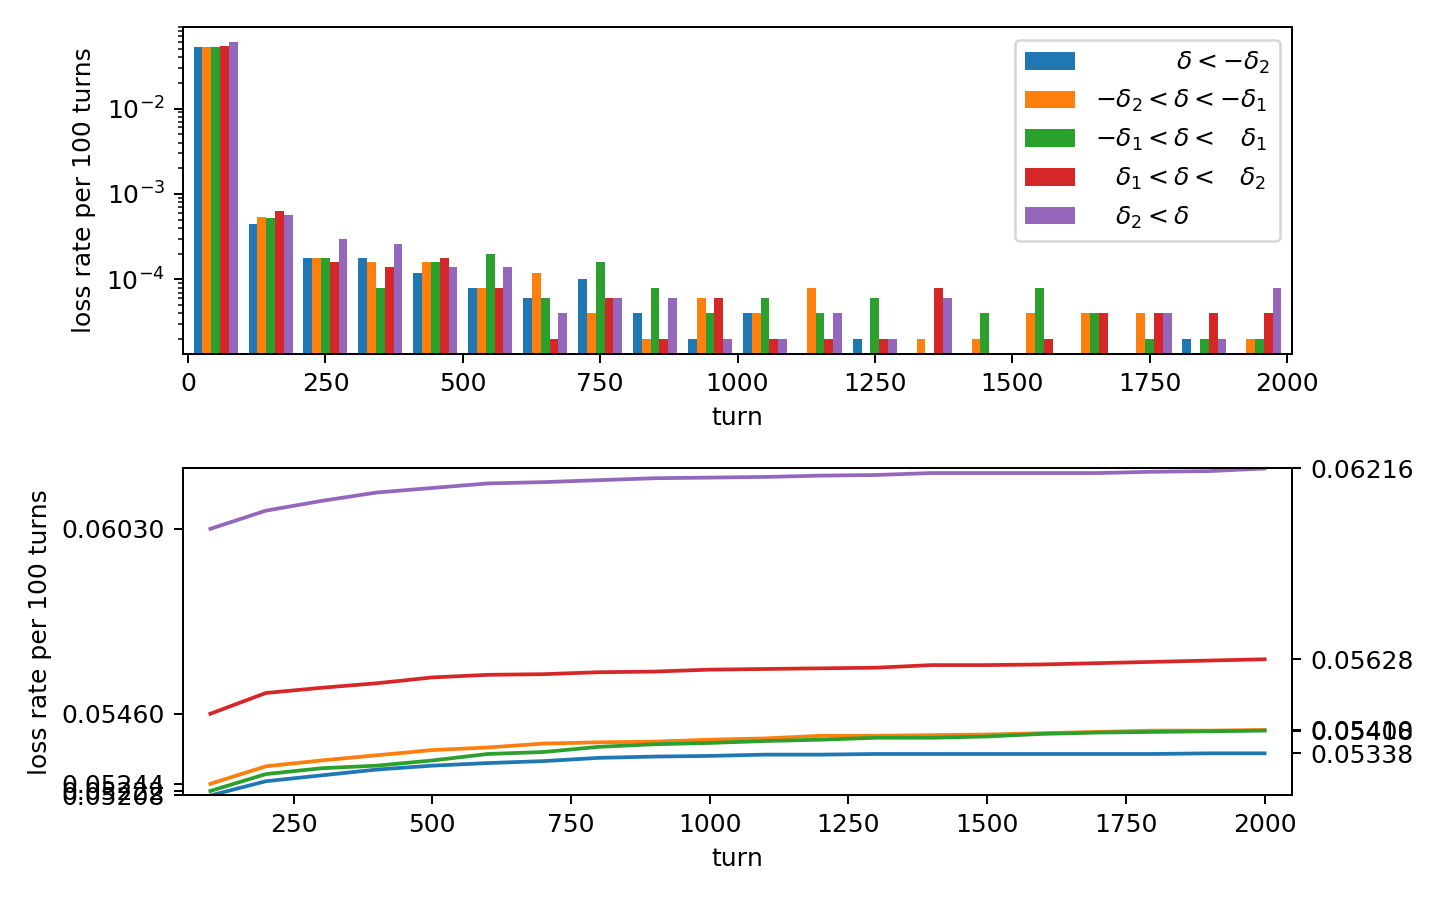 loss rate per 100 turns
10⁻²
10⁻³
10⁻⁴
δ < −δ₂
−δ₂ < δ < −δ₁
−δ₁ < δ < δ₁
δ₁ < δ < δ₂
δ₂ < δ
0 250 500 750 1000 1250 1500 1750 2000
turn
loss rate per 100 turns
0.06030
0.05460
0.05244
0.05208
0.06216
0.05628
0.05338
250 500 750 1000 1250 1500 1750 2000
turn